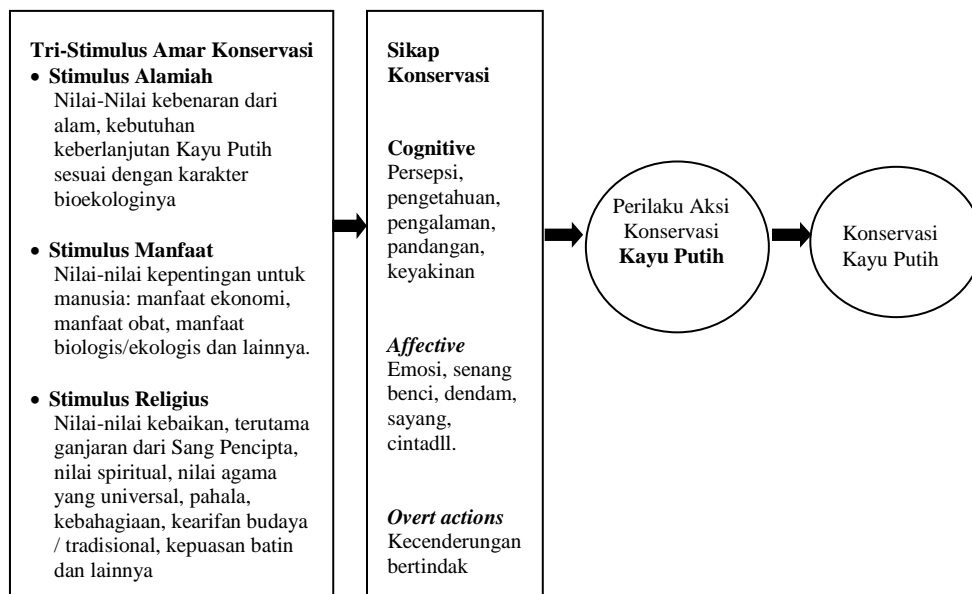 Tri-Stimulus Amar Konservasi
• Stimulus Alamiah
Nilai-Nilai kebenaran dari
alam, kebutuhan
keberlanjutan Kayu Putih
sesuai dengan karakter
bioekologinya
• Stimulus Manfaat
Nilai-nilai kepentingan untuk
manusia: manfaat ekonomi,
manfaat obat, manfaat
biologis/ekologis dan lainnya.
• Stimulus Religius
Nilai-nilai kebaikan, terutama
ganjaran dari Sang Pencipta,
nilai spiritual, nilai agama
yang universal, pahala,
kebahagiaan, kearifan budaya
/ tradisional, kepuasan batin
dan lainnya
Sikap
Konservasi
Cognitive
Persepsi,
pengetahuan,
pengalaman,
pandangan,
keyakinan
Affective
Emosi, senang
benci, dendam,
sayang,
cintadll.
Overt actions
Kecenderungan
bertindak
Perilaku Aksi
Konservasi
Kayu Putih
Konservasi
Kayu Putih